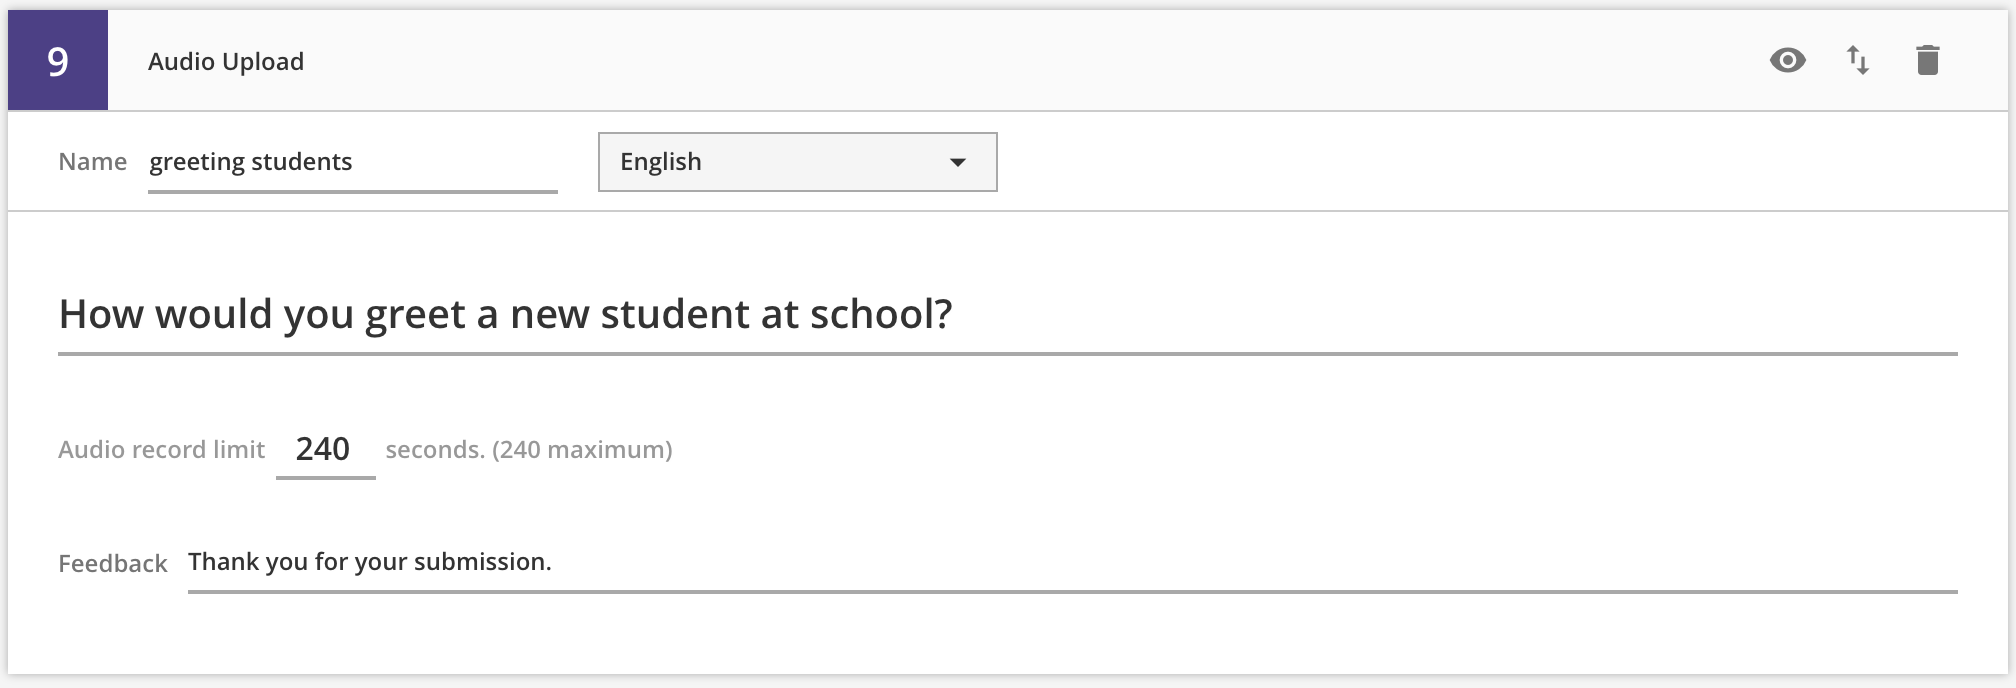 9 Audio Upload
Name greeting students English
How would you greet a new student at school?
Audio record limit 240 seconds. (240 maximum)
Feedback Thank you for your submission.